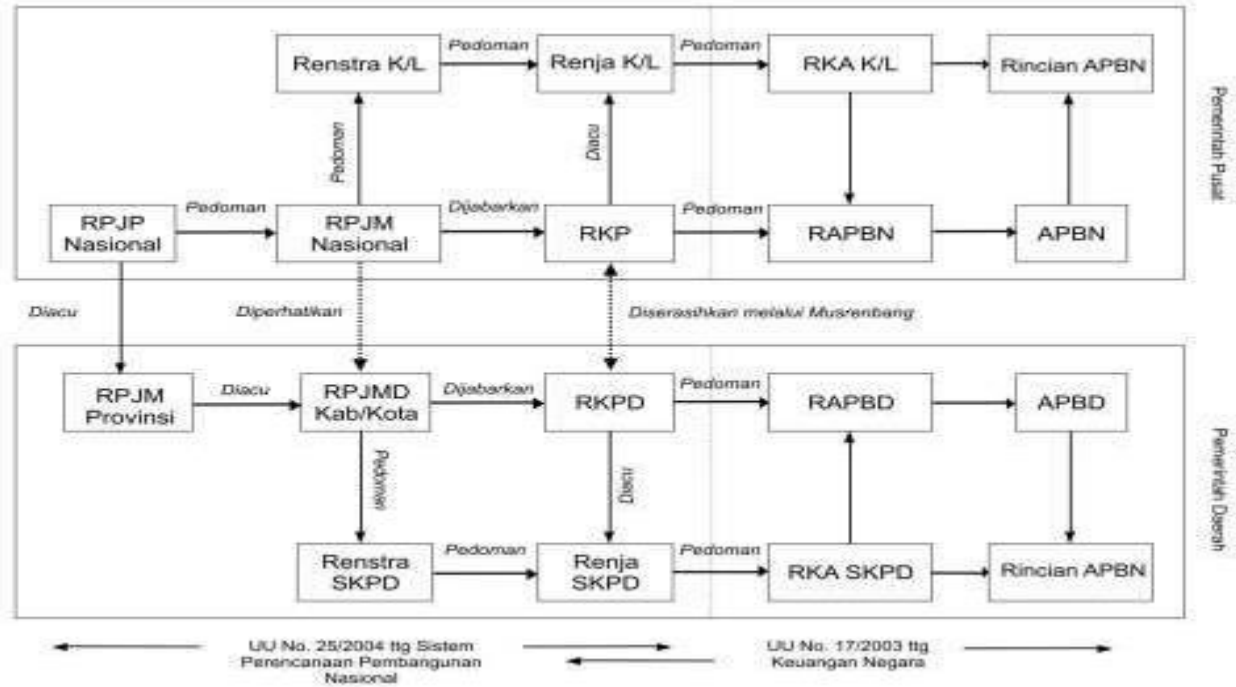 Pedoman
Pedoman
Renstra K/L
Renja K/L
RKA K/L
Rincian APBN
Pedoman
Diacu
Pemerintah Pusat
Pedoman
Dijabarkan
Pedoman
RPJP
Nasional
RPJM
Nasional
RKP
RAPBN
APBN
Diacu
Diperhatikan
Diserasihkan melalui Musrenbang
RPJM
Provinsi
Diacu
RPJMD
Kab/Kota
Dijabarkan
RKPD
Pedoman
RAPBD
APBD
Pedoman
Diacu
Pemerintah Daerah
Renstra
SKPD
Pedoman
Renja
SKPD
Pedoman
RKA SKPD
Rincian APBN
UU No. 25/2004 ttg Sistem
Perencanaan Pembangunan
Nasional
UU No. 17/2003 ttg
Keuangan Negara